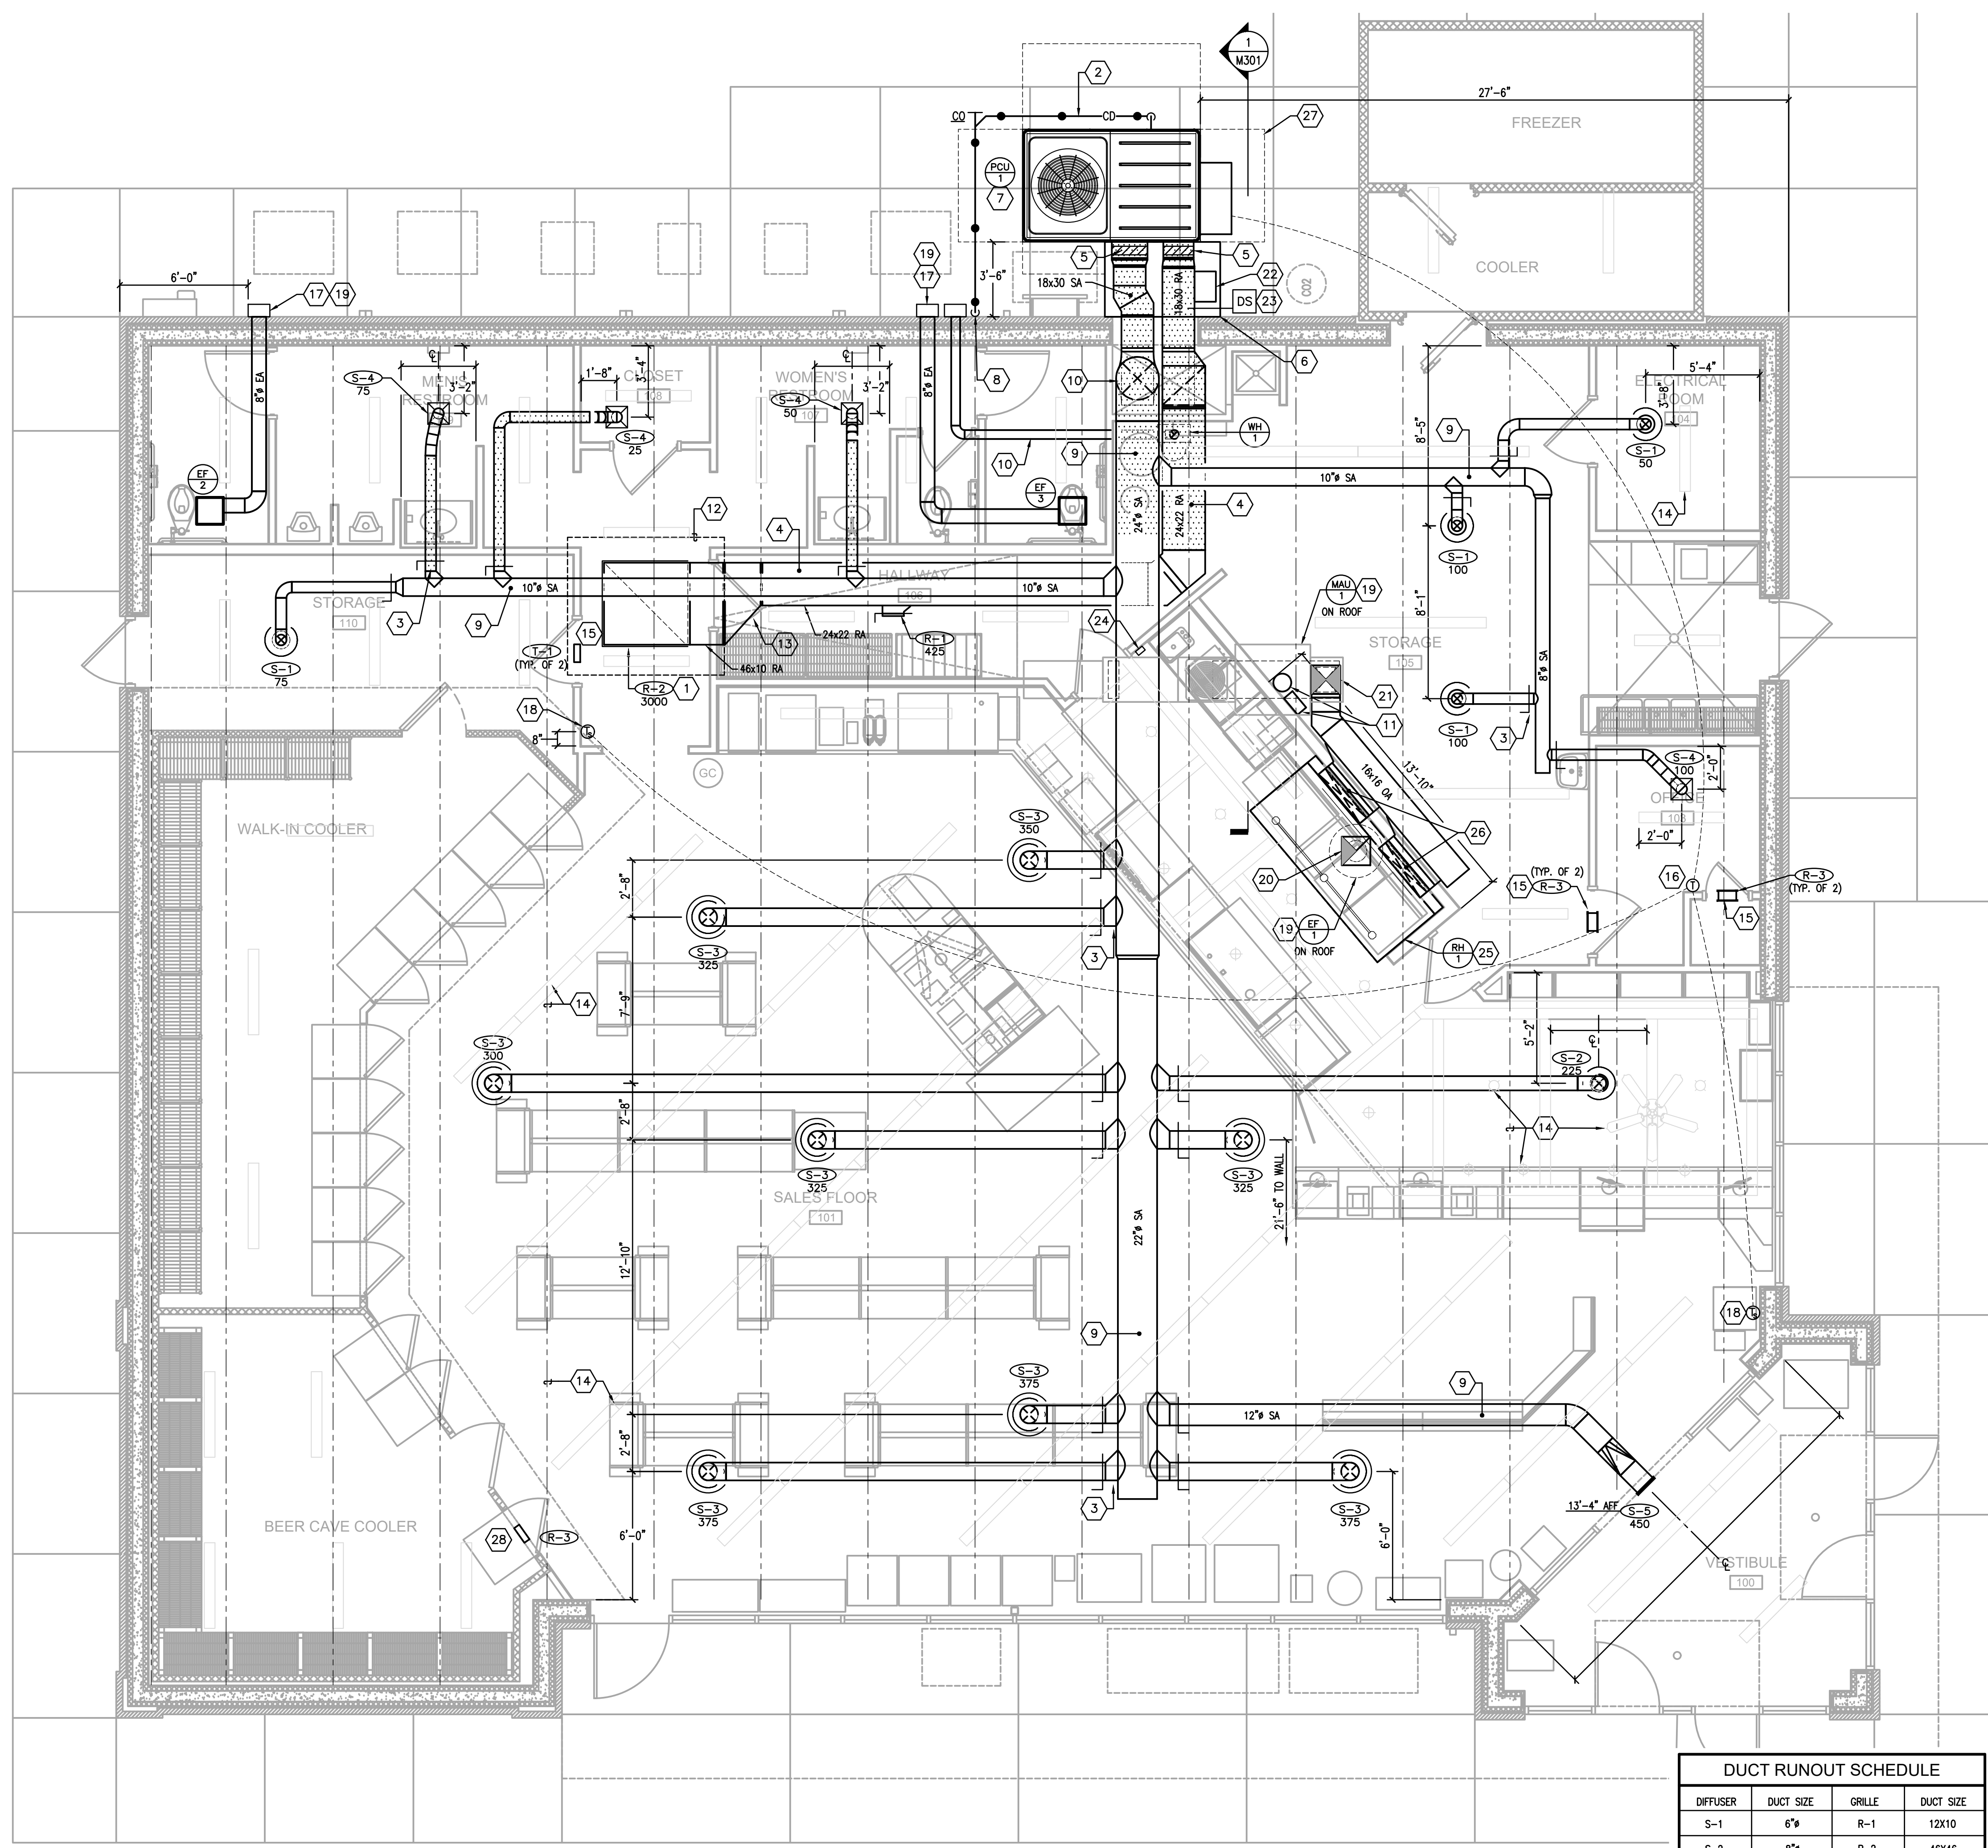 1
M301
2
27'-6"
FREEZER
CO
CD
27
PCU
1
7
COOLER
CO2
19
17
3'-6"
5
5
18x30 SA
18x30 RA
22
DS
23
6'-0"
17
19
6
8
10
℄
S-4
75
MEN'S
RESTROOM
3'-2"
1'-8"
CLOSET
108
3'-4"
S-4
25
WOMEN'S
RESTROOM
107
℄
S-4
50
3'-2"
8"ø EA
8"ø EA
5'-4"
ELECTRICAL
ROOM
104
3'-8"
S-1
50
8'-5"
9
WH
1
9
10
10"ø SA
EF
2
EF
3
24"ø SA
24x22 RA
4
14
12
4
S-1
100
HALLWAY
106
10"ø SA
10"ø SA
STORAGE
110
3
9
15
T-1
(TYP. OF 2)
13
24x22 RA
46x10 RA
R-1
425
24
MAU
1
19
ON ROOF
STORAGE
105
8'-1"
8"ø SA
S-1
75
R-2
3000
1
21
11
S-1
100
3
18
8"
GC
13'-10"
16x16 OA
S-4
100
2'-0"
OFFICE
103
2'-0"
WALK-IN COOLER
S-3
350
26
2'-8"
20
16
T
(TYP. OF 2)
15
R-3
R-3
(TYP. OF 2)
15
S-3
325
19
EF
1
ON ROOF
RH
1
25
3
14
7'-9"
5'-2"
S-3
300
℄
S-2
225
2'-8"
14
S-3
325
S-3
325
21'-6" TO WALL
SALES FLOOR
101
22"ø SA
12'-10"
9
18
14
S-3
375
9
12"ø SA
2'-8"
S-3
375
3
S-3
375
13'-4" AFF
S-5
450
6'-0"
6'-0"
BEER CAVE COOLER
28
R-3
℄
VESTIBULE
100
DUCT RUNOUT SCHEDULE
DIFFUSER DUCT SIZE GRILLE DUCT SIZE
S-1 6"ø R-1 12X10